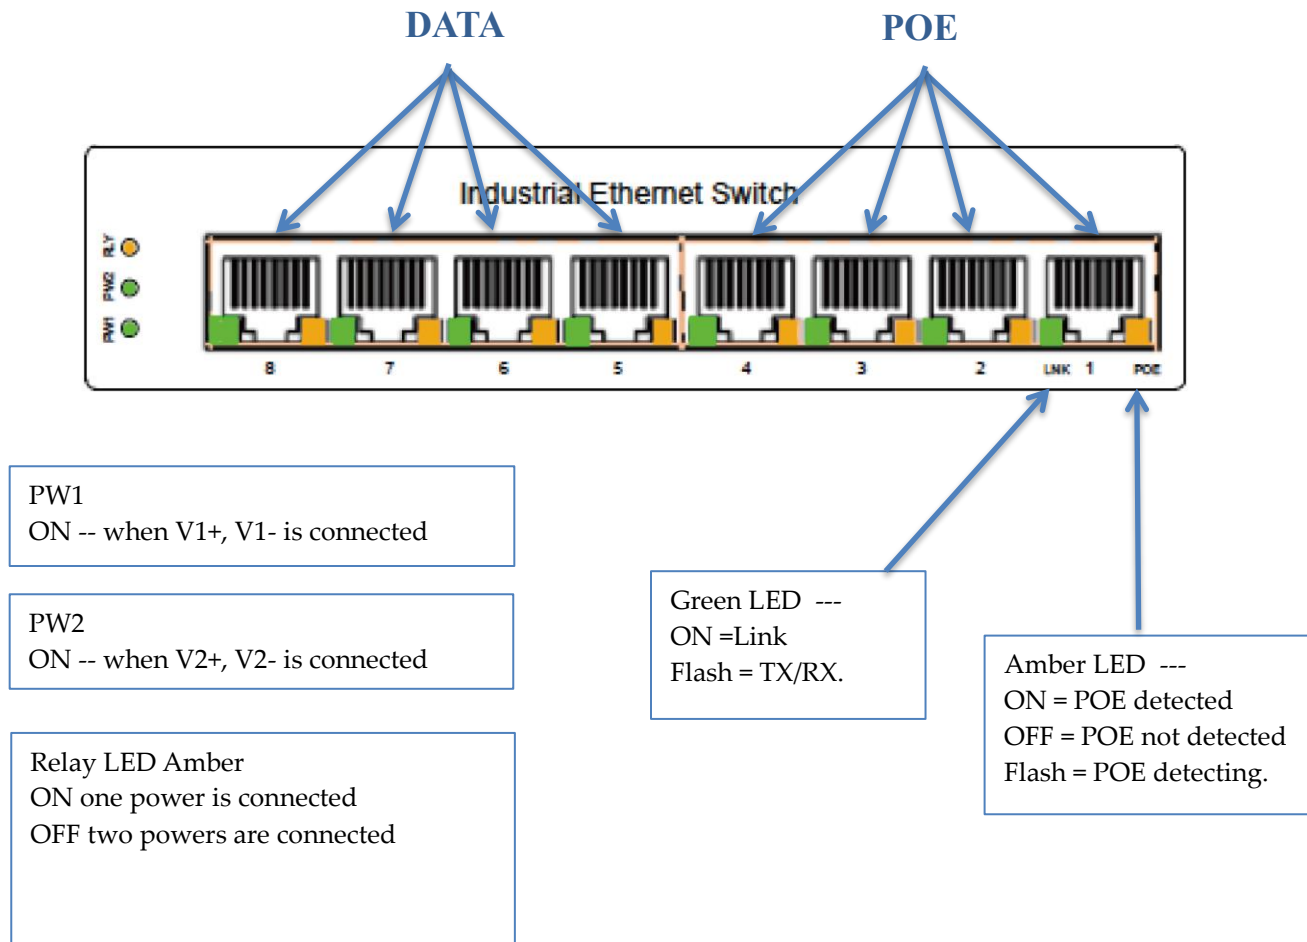 DATA
POE
Industrial Ethernet Switch
RLY
PW2
PW1
8 7 6 5 4 3 2 LNK 1 POE
PW1
ON -- when V1+, V1- is connected
PW2
ON -- when V2+, V2- is connected
Relay LED Amber
ON one power is connected
OFF two powers are connected
Green LED ---
ON =Link
Flash = TX/RX.
Amber LED ---
ON = POE detected
OFF = POE not detected
Flash = POE detecting.